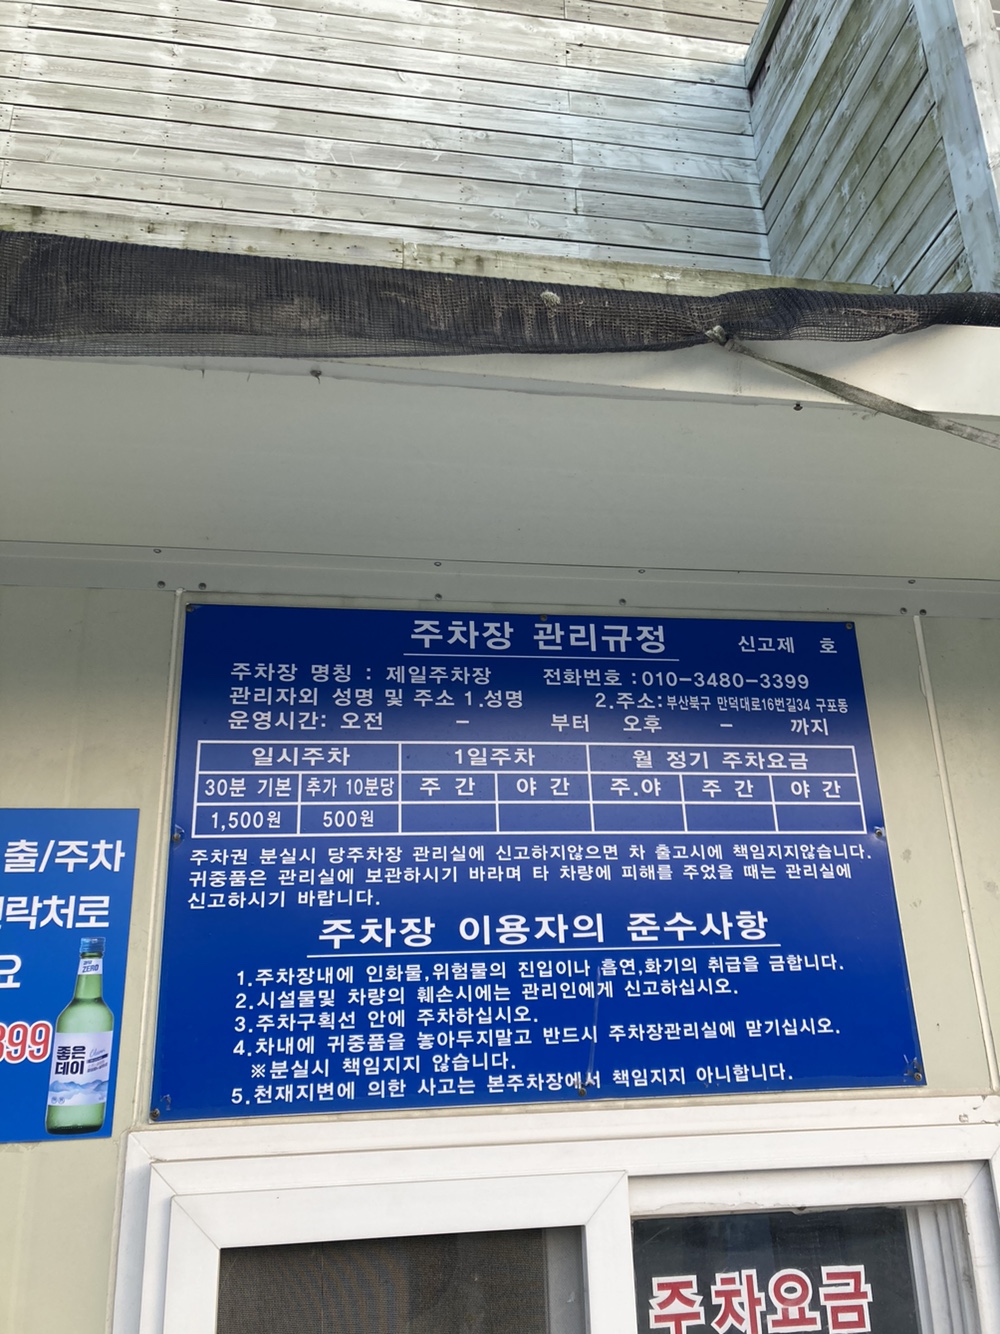 주차장 관리규정
신고제 호
주차장 명칭 : 제일주차장 전화번호 : 010-3480-3399
관리자외 성명 및 주소 1.성명 2.주소: 부산북구 만덕대로16번길34 구포동
운영시간: 오전 - 부터 오후 - 까지
일시주차 1일주차 월 정기 주차요금
30분 기본 추가 10분당 주 간 야 간 주.야 주 간 야 간
1,500원 500원
주차권 분실시 당주차장 관리실에 신고하지않으면 차 출고시에 책임지지않습니다.
귀중품은 관리실에 보관하시기 바라며 타 차량에 피해를 주었을 때는 관리실에
신고하시기 바랍니다.
주차장 이용자의 준수사항
1.주차장내에 인화물,위험물의 진입이나 흡연,화기의 취급을 금합니다.
2.시설물및 차량의 훼손시에는 관리인에게 신고하십시오.
3.주차구획선 안에 주차하십시오.
4.차내에 귀중품을 놓아두지말고 반드시 주차장관리실에 맡기십시오.
※분실시 책임지지 않습니다.
5.천재지변에 의한 사고는 본주차장에서 책임지지 아니합니다.
출/주차
락처로
요
399
ZERO
좋은
데이
주차요금